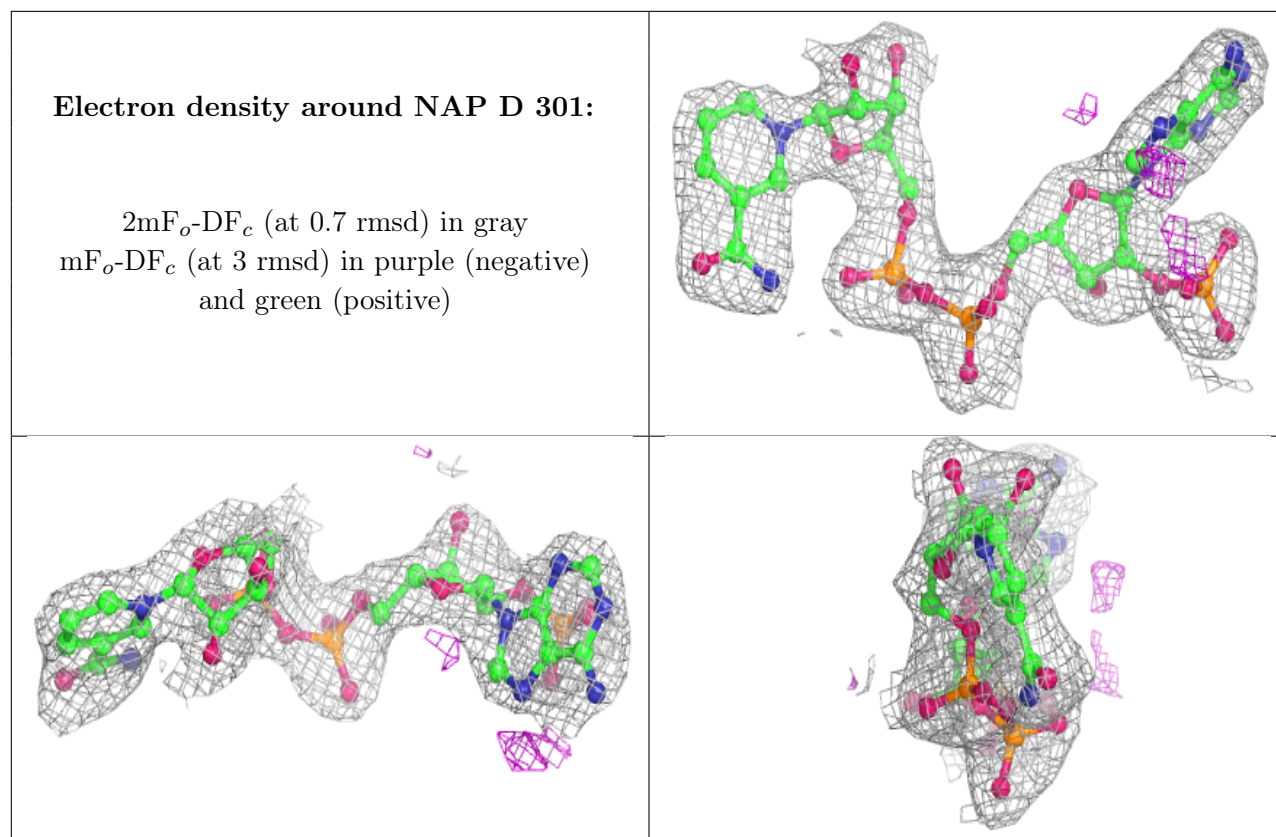 Electron density around NAP D 301:
2mFₒ-DF𝒸 (at 0.7 rmsd) in gray
mFₒ-DF𝒸 (at 3 rmsd) in purple (negative)
and green (positive)